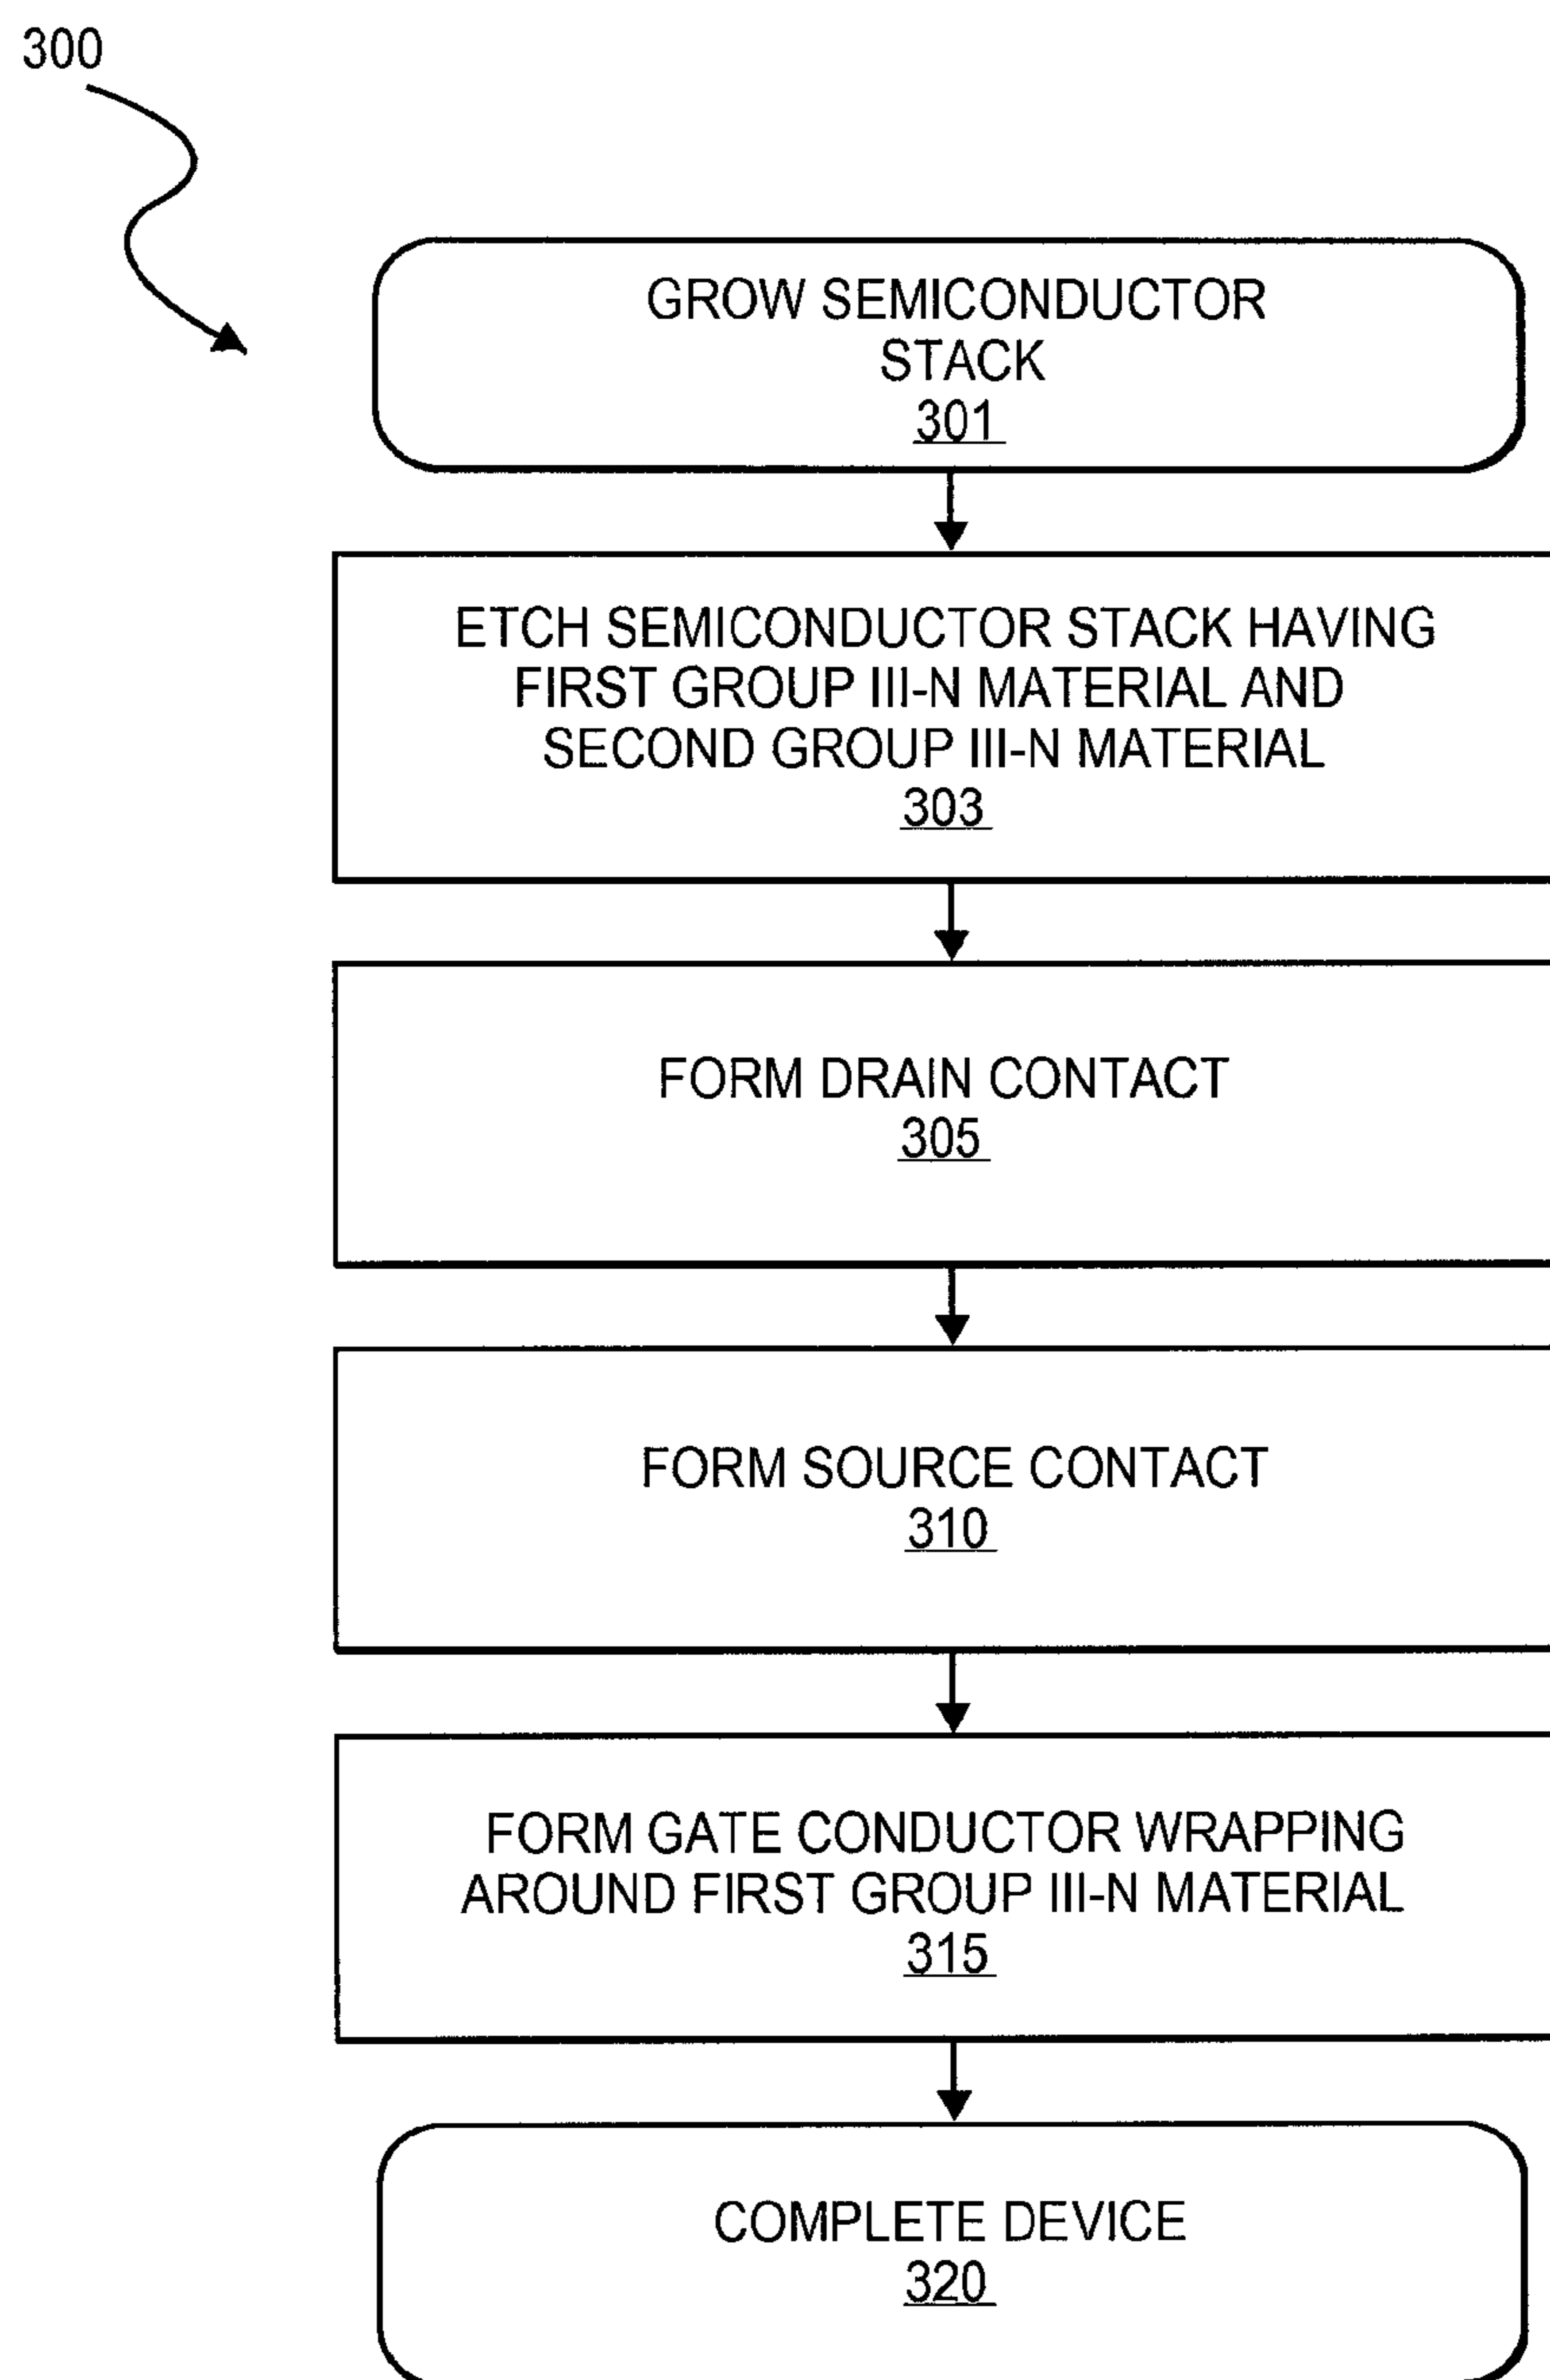 300
GROW SEMICONDUCTOR
STACK
301
ETCH SEMICONDUCTOR STACK HAVING
FIRST GROUP III-N MATERIAL AND
SECOND GROUP III-N MATERIAL
303
FORM DRAIN CONTACT
305
FORM SOURCE CONTACT
310
FORM GATE CONDUCTOR WRAPPING
AROUND FIRST GROUP III-N MATERIAL
315
COMPLETE DEVICE
320